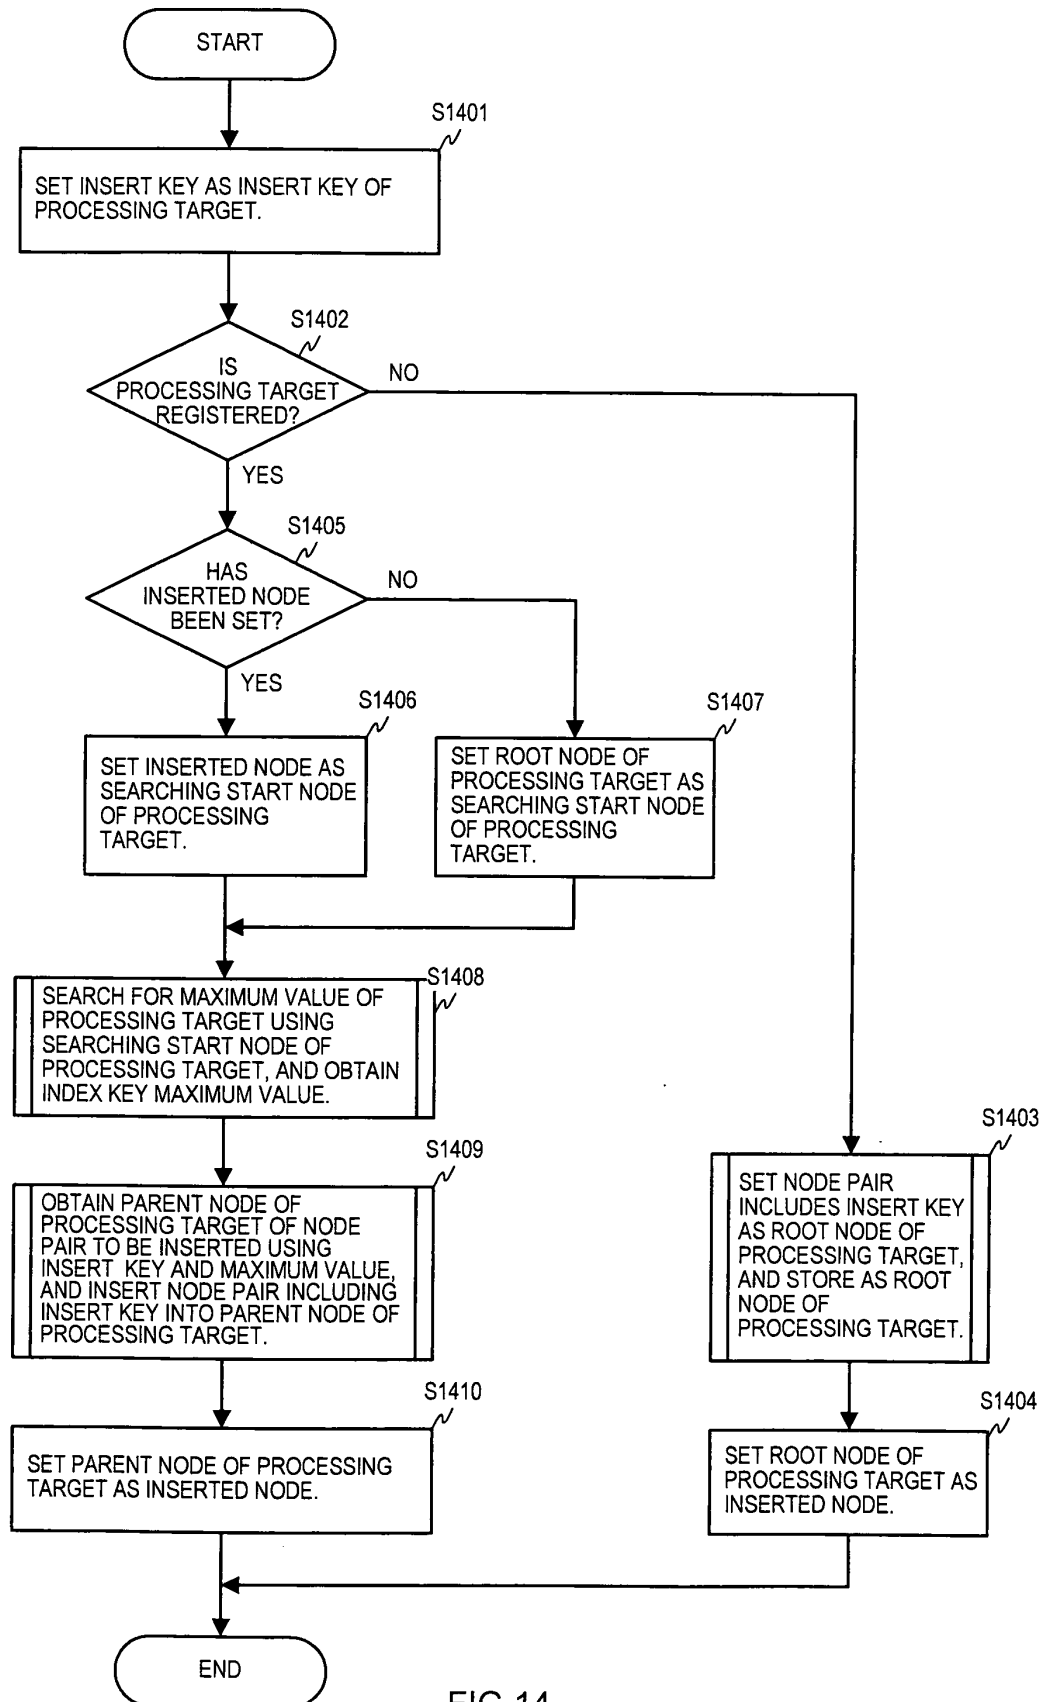 START
S1401
SET INSERT KEY AS INSERT KEY OF
PROCESSING TARGET.
S1402
IS
PROCESSING TARGET
REGISTERED?
NO
YES
S1405
HAS
INSERTED NODE
BEEN SET?
NO
YES
S1406
SET INSERTED NODE AS
SEARCHING START NODE
OF PROCESSING
TARGET.
S1407
SET ROOT NODE OF
PROCESSING TARGET AS
SEARCHING START NODE
OF PROCESSING
TARGET.
S1408
SEARCH FOR MAXIMUM VALUE OF
PROCESSING TARGET USING
SEARCHING START NODE OF
PROCESSING TARGET, AND OBTAIN
INDEX KEY MAXIMUM VALUE.
S1409
OBTAIN PARENT NODE OF
PROCESSING TARGET OF NODE
PAIR TO BE INSERTED USING
INSERT KEY AND MAXIMUM VALUE,
AND INSERT NODE PAIR INCLUDING
INSERT KEY INTO PARENT NODE OF
PROCESSING TARGET.
S1403
SET NODE PAIR
INCLUDES INSERT KEY
AS ROOT NODE OF
PROCESSING TARGET,
AND STORE AS ROOT
NODE OF
PROCESSING TARGET.
S1410
SET PARENT NODE OF PROCESSING
TARGET AS INSERTED NODE.
S1404
SET ROOT NODE OF
PROCESSING TARGET AS
INSERTED NODE.
END
FIG. 14